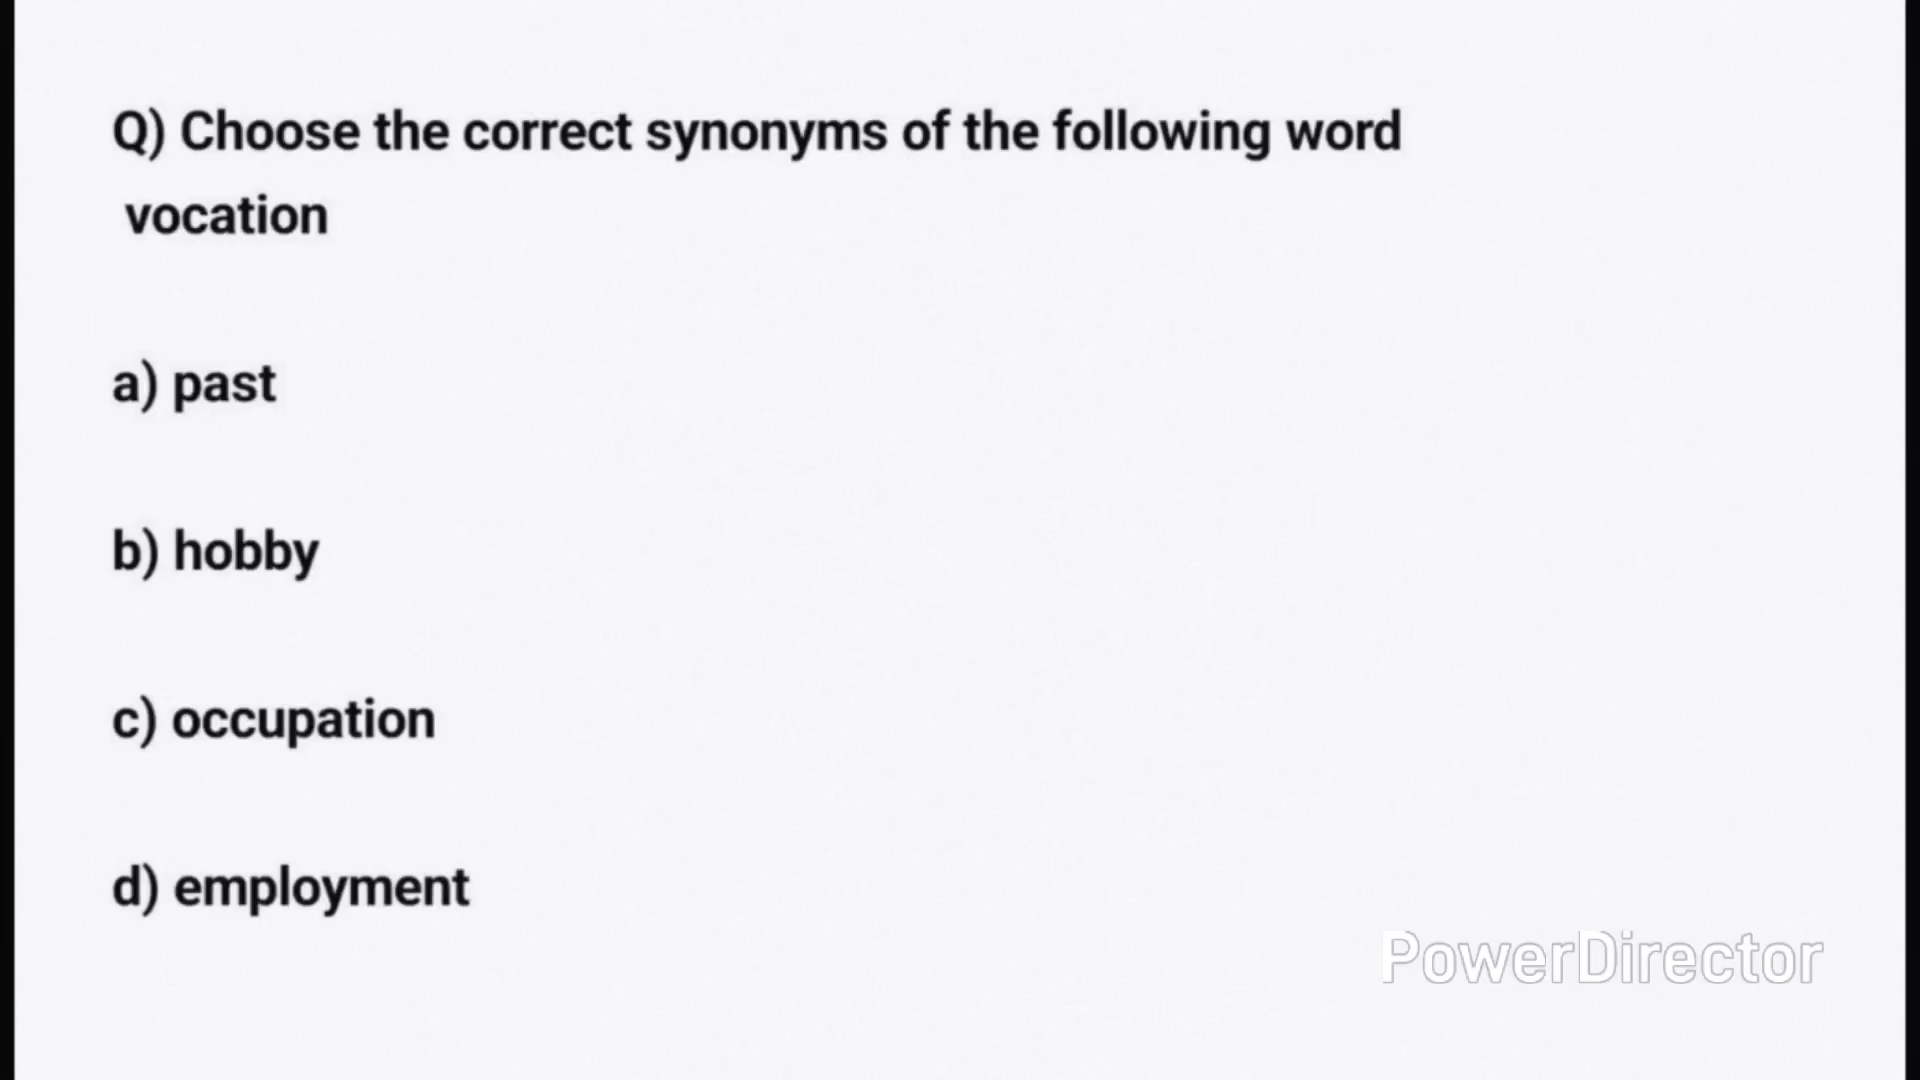 Q) Choose the correct synonyms of the following word
vocation
a) past
b) hobby
c) occupation
d) employment
PowerDirector